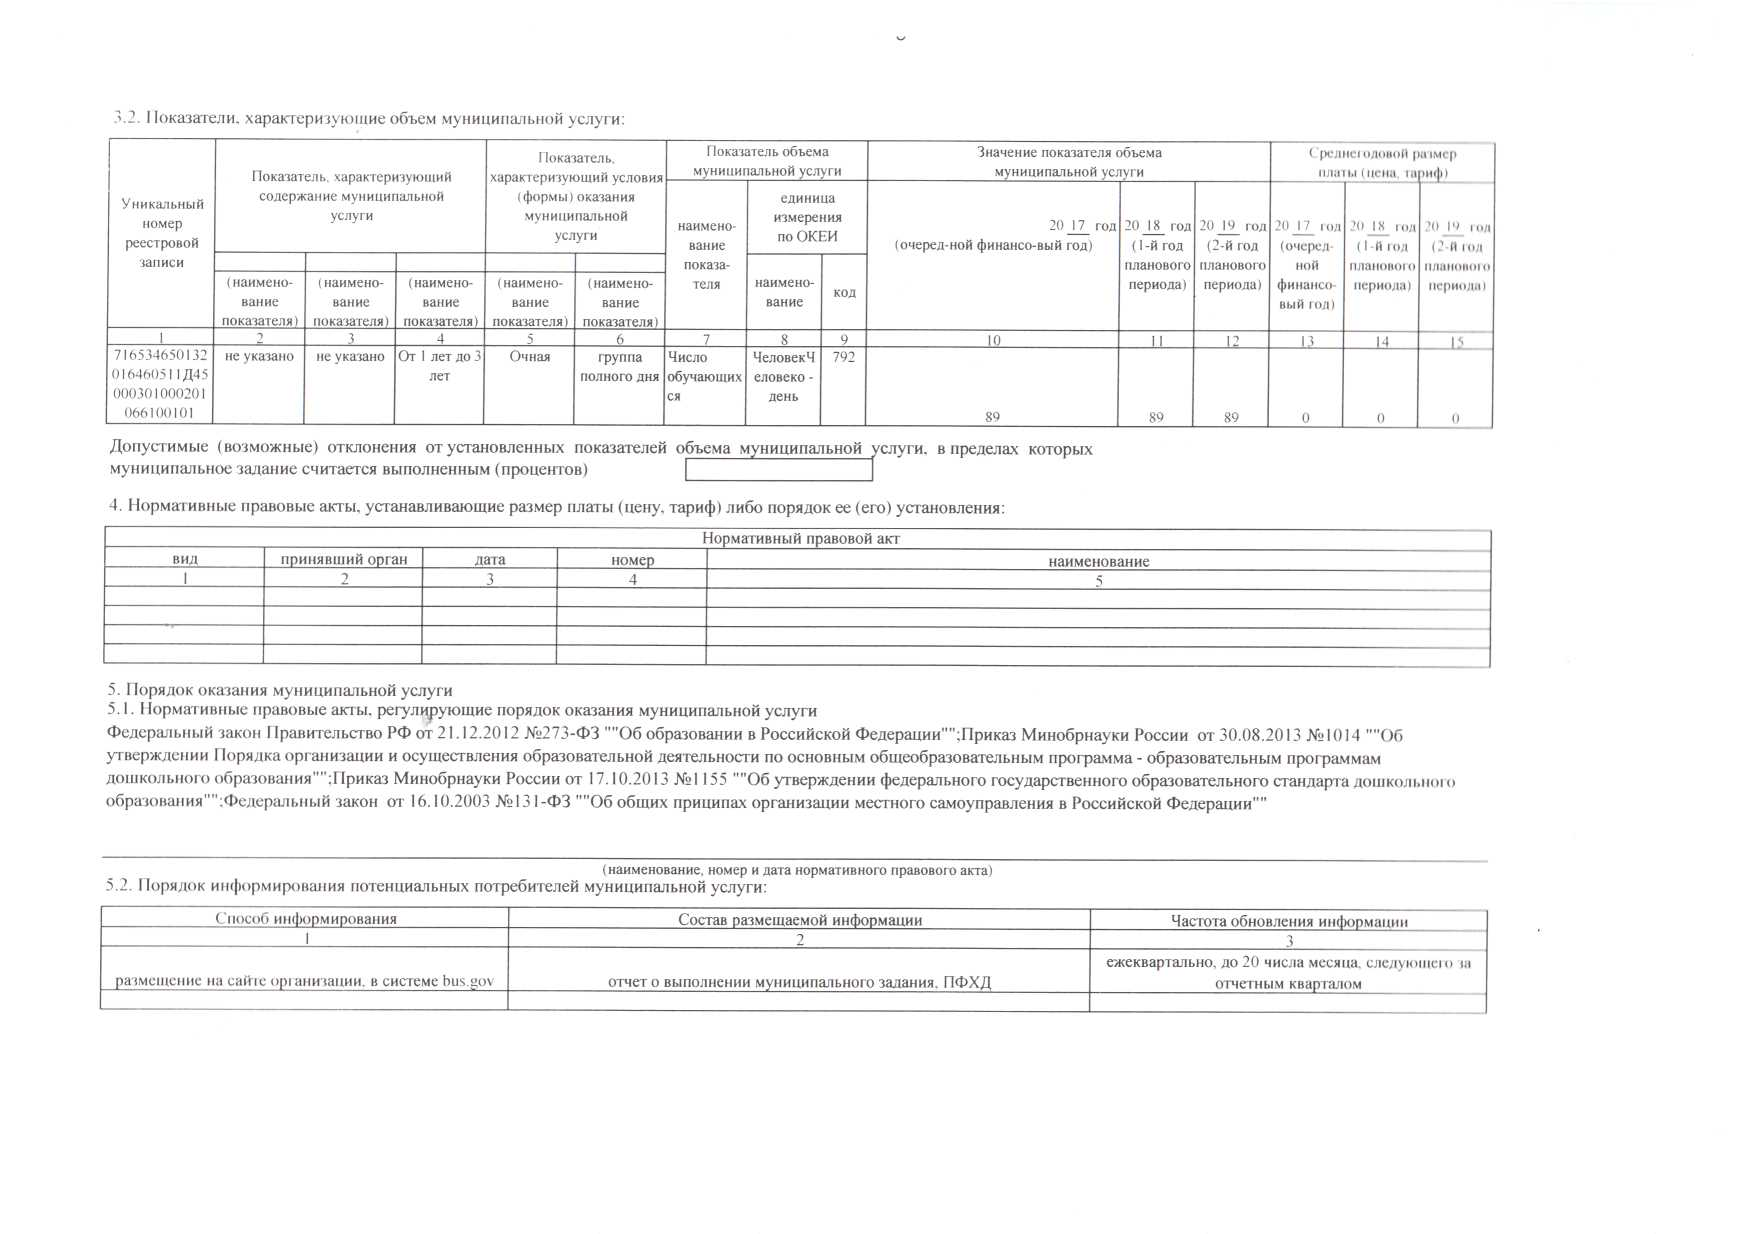 3.2. Показатели, характеризующие объем муниципальной услуги:
Уникальный
номер
реестровой
записи
Показатель, характеризующий
содержание муниципальной
услуги
Показатель,
характеризующий условия
(формы) оказания
муниципальной
услуги
Показатель объема
муниципальной услуги
Значение показателя объема
муниципальной услуги
Среднегодовой размер
платы (цена, тариф)
наимено-
вание
показа-
теля
единица
измерения
по ОКЕИ
20 17 год
(очеред-ной финансо-вый год)
20 18 год
(1-й год
планового
периода)
20 19 год
(2-й год
планового
периода)
20 17 год
(очеред-
ной
финансо-
вый год)
20 18 год
(1-й год
планового
периода)
20 19 год
(2-й год
планового
периода)
(наимено-
вание
показателя)
(наимено-
вание
показателя)
(наимено-
вание
показателя)
(наимено-
вание
показателя)
(наимено-
вание
показателя)
наимено-
вание
код
1 2 3 4 5 6 7 8 9 10 11 12 13 14 15
716534650132
016460511Д45
000301000201
066100101
не указано
не указано
От 1 лет до 3
лет
Очная
группа
полного дня
Число
обучающих
ся
ЧеловекЧ
еловеко -
день
792
89
89
89
0
0
0
Допустимые (возможные) отклонения от установленных показателей объема муниципальной услуги, в пределах которых
муниципальное задание считается выполненным (процентов)
4. Нормативные правовые акты, устанавливающие размер платы (цену, тариф) либо порядок ее (его) установления:
Нормативный правовой акт
вид принявший орган дата номер наименование
1 2 3 4 5
5. Порядок оказания муниципальной услуги
5.1. Нормативные правовые акты, регулирующие порядок оказания муниципальной услуги
Федеральный закон Правительство РФ от 21.12.2012 №273-ФЗ ""Об образовании в Российской Федерации"";Приказ Минобрнауки России от 30.08.2013 №1014 ""Об
утверждении Порядка организации и осуществления образовательной деятельности по основным общеобразовательным программа - образовательным программам
дошкольного образования"";Приказ Минобрнауки России от 17.10.2013 №1155 ""Об утверждении федерального государственного образовательного стандарта дошкольного
образования"";Федеральный закон от 16.10.2003 №131-ФЗ ""Об общих приципах организации местного самоуправления в Российской Федерации""
(наименование, номер и дата нормативного правового акта)
5.2. Порядок информирования потенциальных потребителей муниципальной услуги:
Способ информирования Состав размещаемой информации Частота обновления информации
1 2 3
размещение на сайте организации, в системе bus.gov
отчет о выполнении муниципального задания, ПФХД
ежеквартально, до 20 числа месяца, следующего за
отчетным кварталом